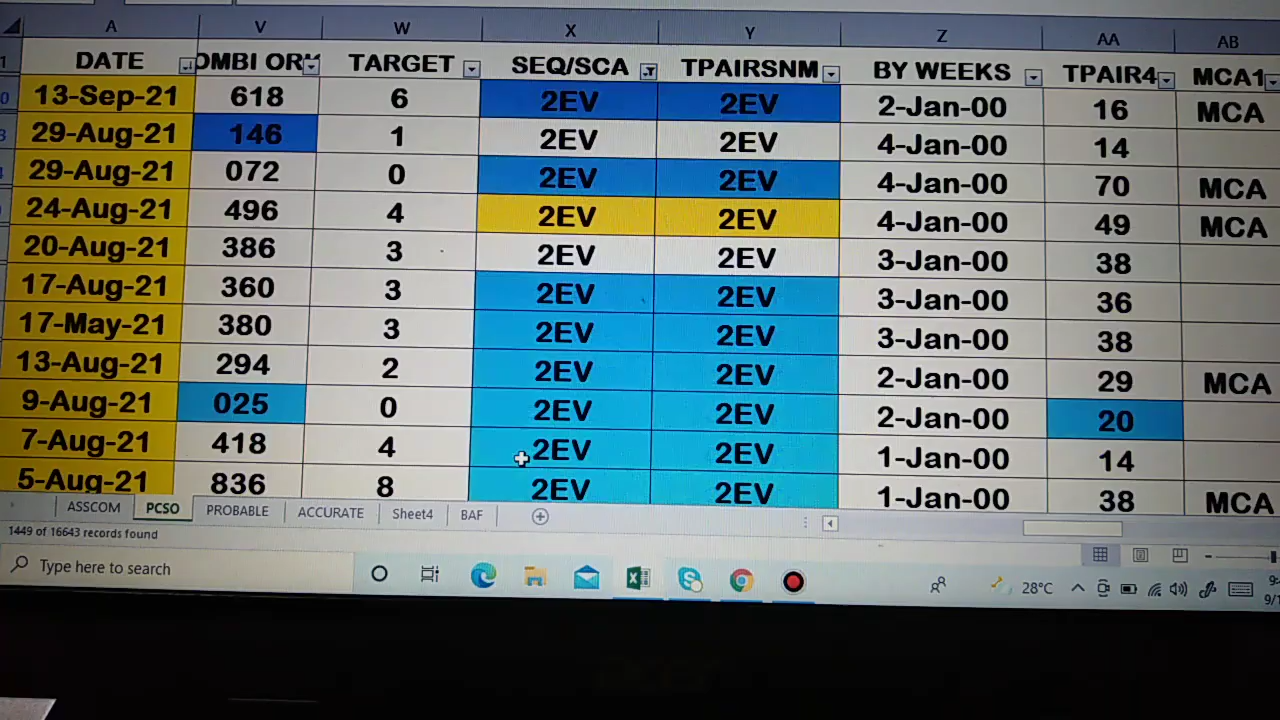 A V W X Y Z AA AB
1 DATE OMBI OR TARGET SEQ/SCA TPAIRSNM BY WEEKS TPAIR4 MCA1
0 13-Sep-21 618 6 2EV 2EV 2-Jan-00 16 MCA
3 29-Aug-21 146 1 2EV 2EV 4-Jan-00 14
29-Aug-21 072 0 2EV 2EV 4-Jan-00 70 MCA
24-Aug-21 496 4 2EV 2EV 4-Jan-00 49 MCA
20-Aug-21 386 3 2EV 2EV 3-Jan-00 38
17-Aug-21 360 3 2EV 2EV 3-Jan-00 36
17-May-21 380 3 2EV 2EV 3-Jan-00 38
13-Aug-21 294 2 2EV 2EV 2-Jan-00 29 MCA
9-Aug-21 025 0 2EV 2EV 2-Jan-00 20
7-Aug-21 418 4 2EV 2EV 1-Jan-00 14
5-Aug-21 836 8 2EV 2EV 1-Jan-00 38 MCA
ASSCOM PCSO PROBABLE ACCURATE Sheet4 BAF
1449 of 16643 records found
Type here to search 28°C